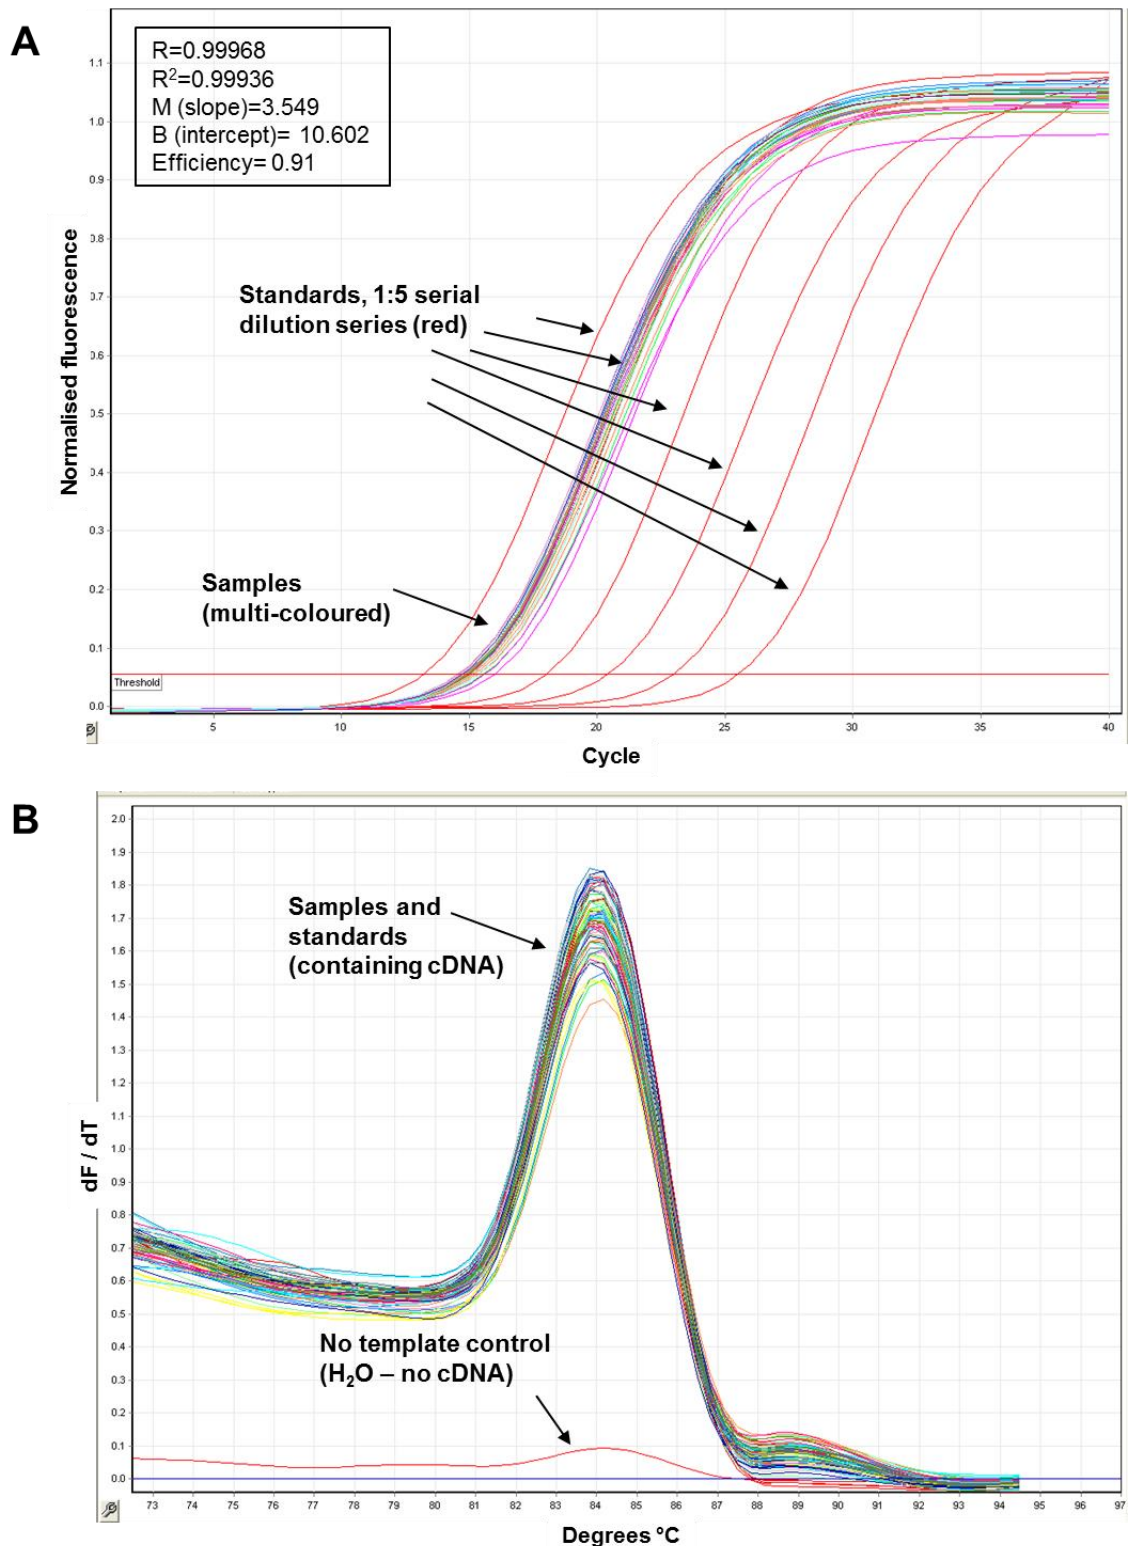 A
R=0.99968
R²=0.99936
M (slope)=3.549
B (intercept)= 10.602
Efficiency= 0.91
1.1
1.0
0.9
0.8
0.7
0.6
0.5
0.4
0.3
0.2
0.1
0.0
Normalised fluorescence
Standards, 1:5 serial
dilution series (red)
Samples
(multi-coloured)
Threshold
5 10 15 20 25 30 35 40
Cycle
B
2.0
1.9
1.8
1.7
1.6
1.5
1.4
1.3
1.2
1.1
1.0
0.9
0.8
0.7
0.6
0.5
0.4
0.3
0.2
0.1
0.0
dF / dT
Samples and
standards
(containing cDNA)
No template control
(H₂O – no cDNA)
73 74 75 76 77 78 79 80 81 82 83 84 85 86 87 88 89 90 91 92 93 94 95 96 97
Degrees °C